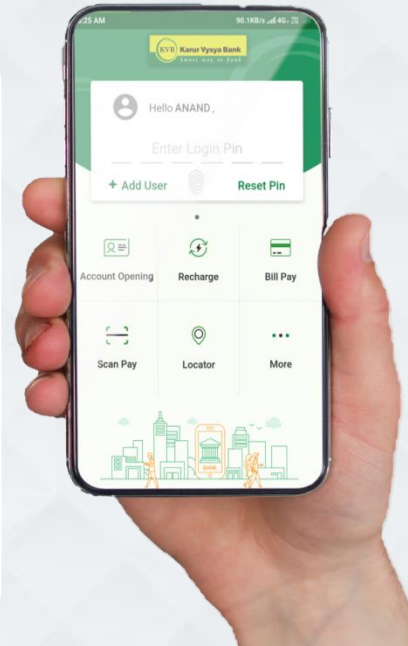 :25 AM 90.1KB/s 4G
KVB Karur Vysya Bank
Smart way to Bank
Hello ANAND,
Enter Login Pin
+ Add User Reset Pin
Account Opening Recharge Bill Pay
Scan Pay Locator More
BANK